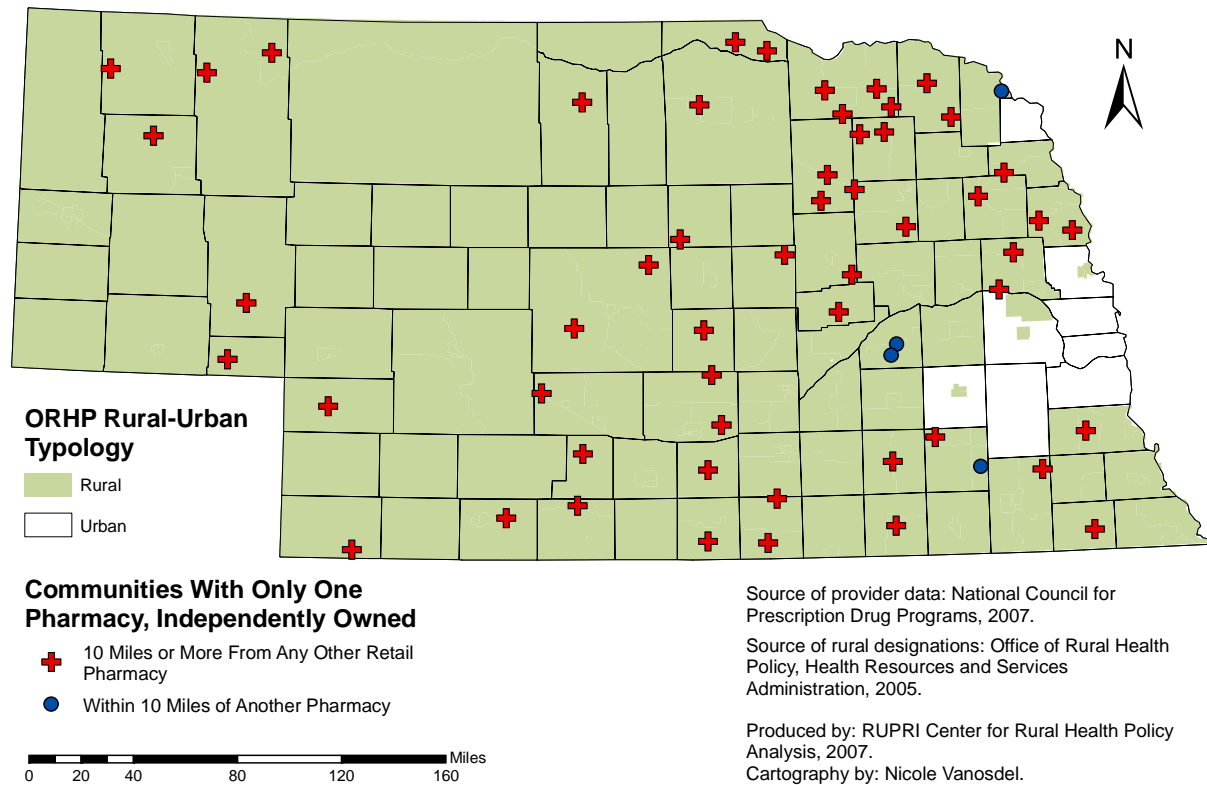 N
ORHP Rural-Urban
Typology
Rural
Urban
Communities With Only One
Pharmacy, Independently Owned
10 Miles or More From Any Other Retail
Pharmacy
Within 10 Miles of Another Pharmacy
Miles
0 20 40 80 120 160
Source of provider data: National Council for
Prescription Drug Programs, 2007.
Source of rural designations: Office of Rural Health
Policy, Health Resources and Services
Administration, 2005.
Produced by: RUPRI Center for Rural Health Policy
Analysis, 2007.
Cartography by: Nicole Vanosdel.